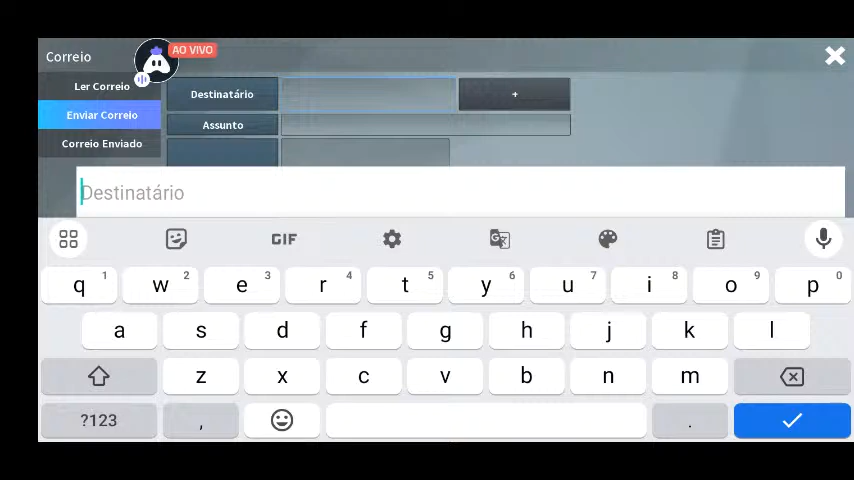 Correio
AO VIVO
Ler Correio
Enviar Correio
Correio Enviado
Destinatário
+
Assunto
Destinatário
GIF
q 1 w 2 e 3 r 4 t 5 y 6 u 7 i 8 o 9 p 0
a s d f g h j k l
z x c v b n m
?123 , .